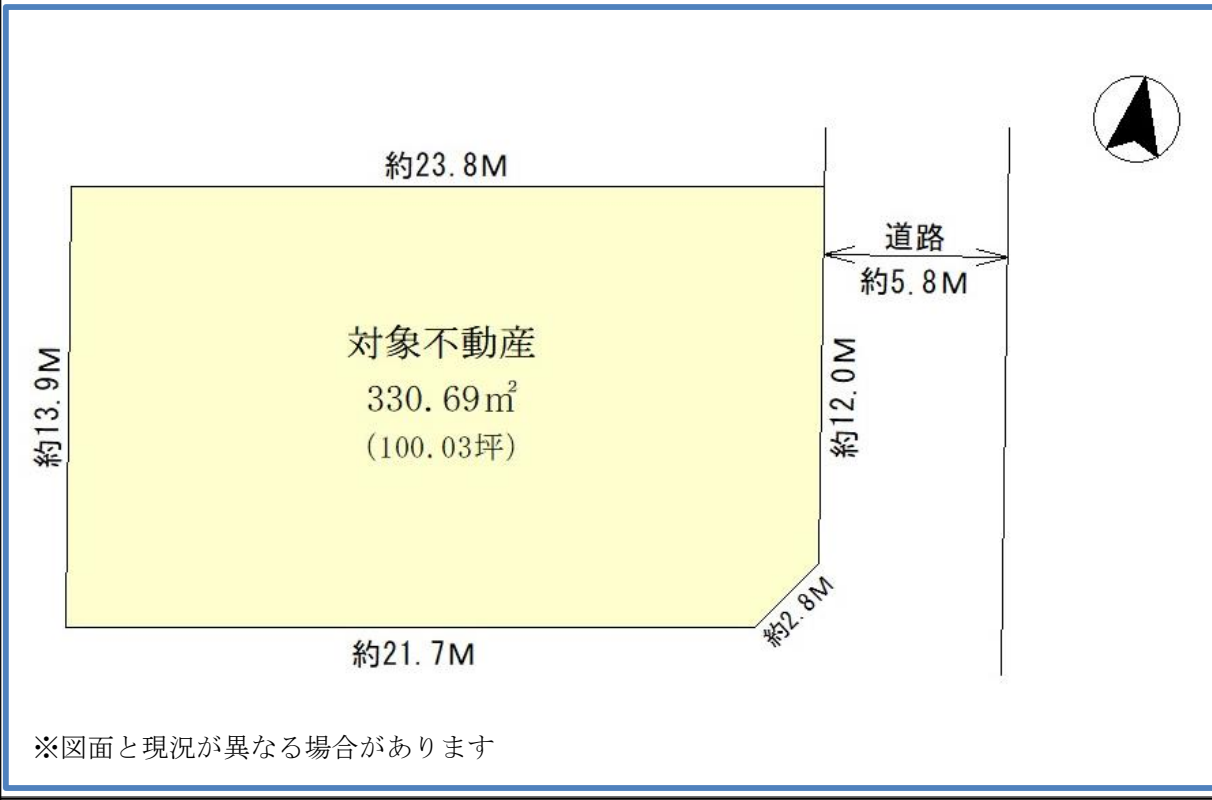 約23.8M
道路
約5.8M
対象不動産
330.69㎡
(100.03坪)
約13.9M
約12.0M
約2.8M
約21.7M
※図面と現況が異なる場合があります